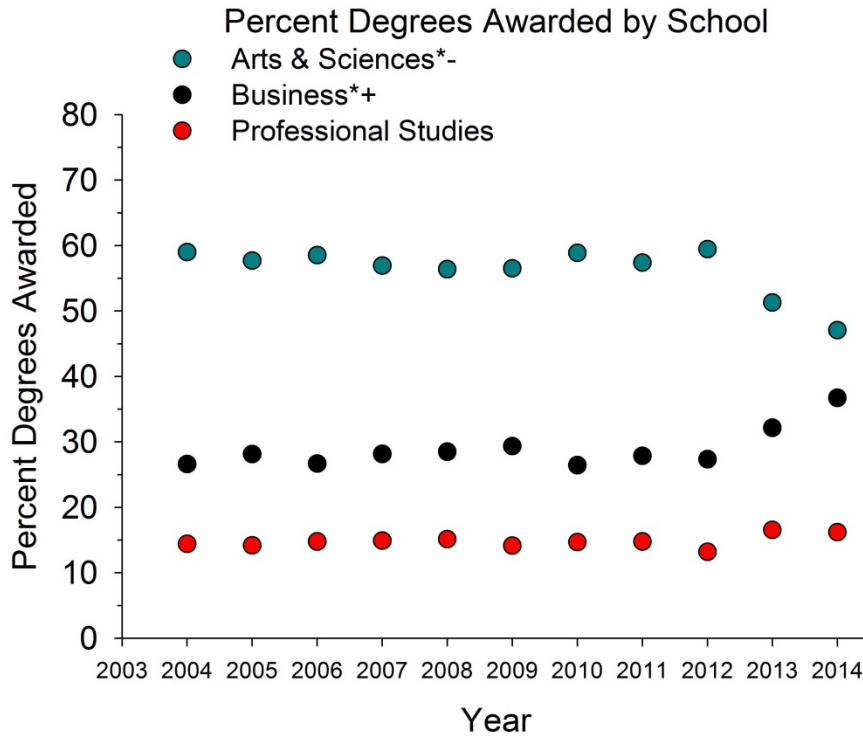 Percent Degrees Awarded by School
Arts & Sciences*-
Business*+
Professional Studies
80
70
60
50
40
30
20
10
0
Percent Degrees Awarded
2003 2004 2005 2006 2007 2008 2009 2010 2011 2012 2013 2014
Year